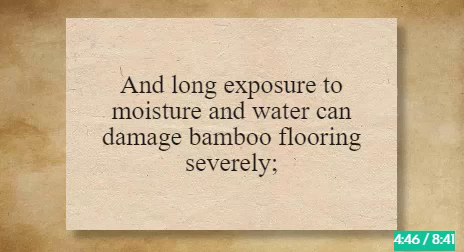 And long exposure to
moisture and water can
damage bamboo flooring
severely;
4:46 / 8:41